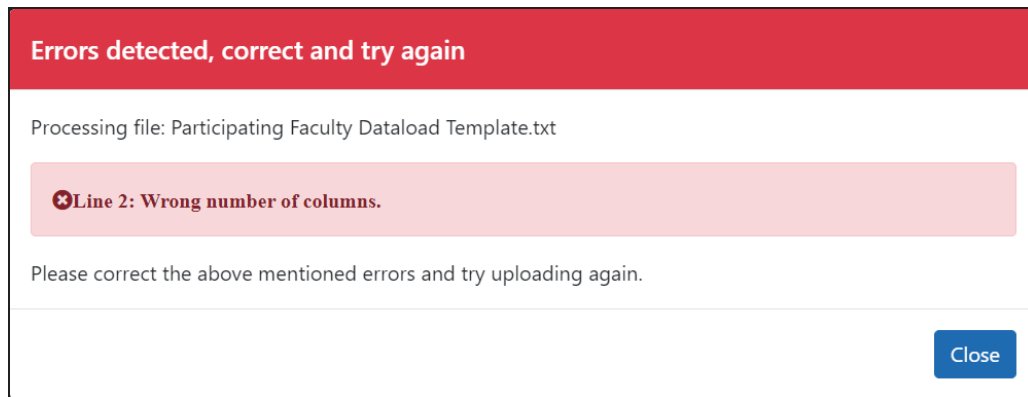 Errors detected, correct and try again
Processing file: Participating Faculty Dataload Template.txt
Line 2: Wrong number of columns.
Please correct the above mentioned errors and try uploading again.
Close